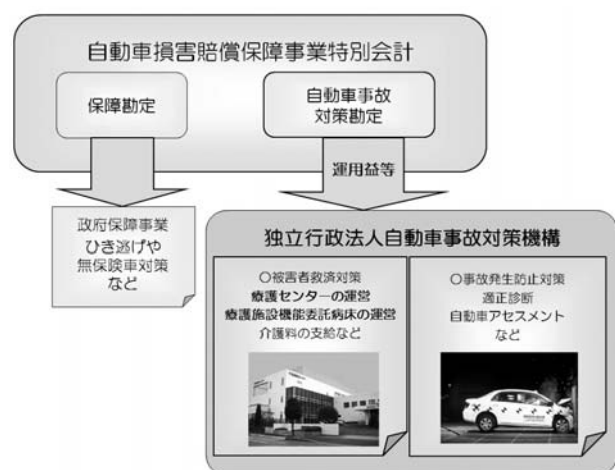 自動車損害賠償保障事業特別会計
保障勘定
自動車事故
対策勘定
運用益等
政府保障事業
ひき逃げや
無保険車対策
など
独立行政法人自動車事故対策機構
○被害者救済対策
療護センターの運営
療護施設機能委託病床の運営
介護料の支給など
○事故発生防止対策
適正診断
自動車アセスメント
など